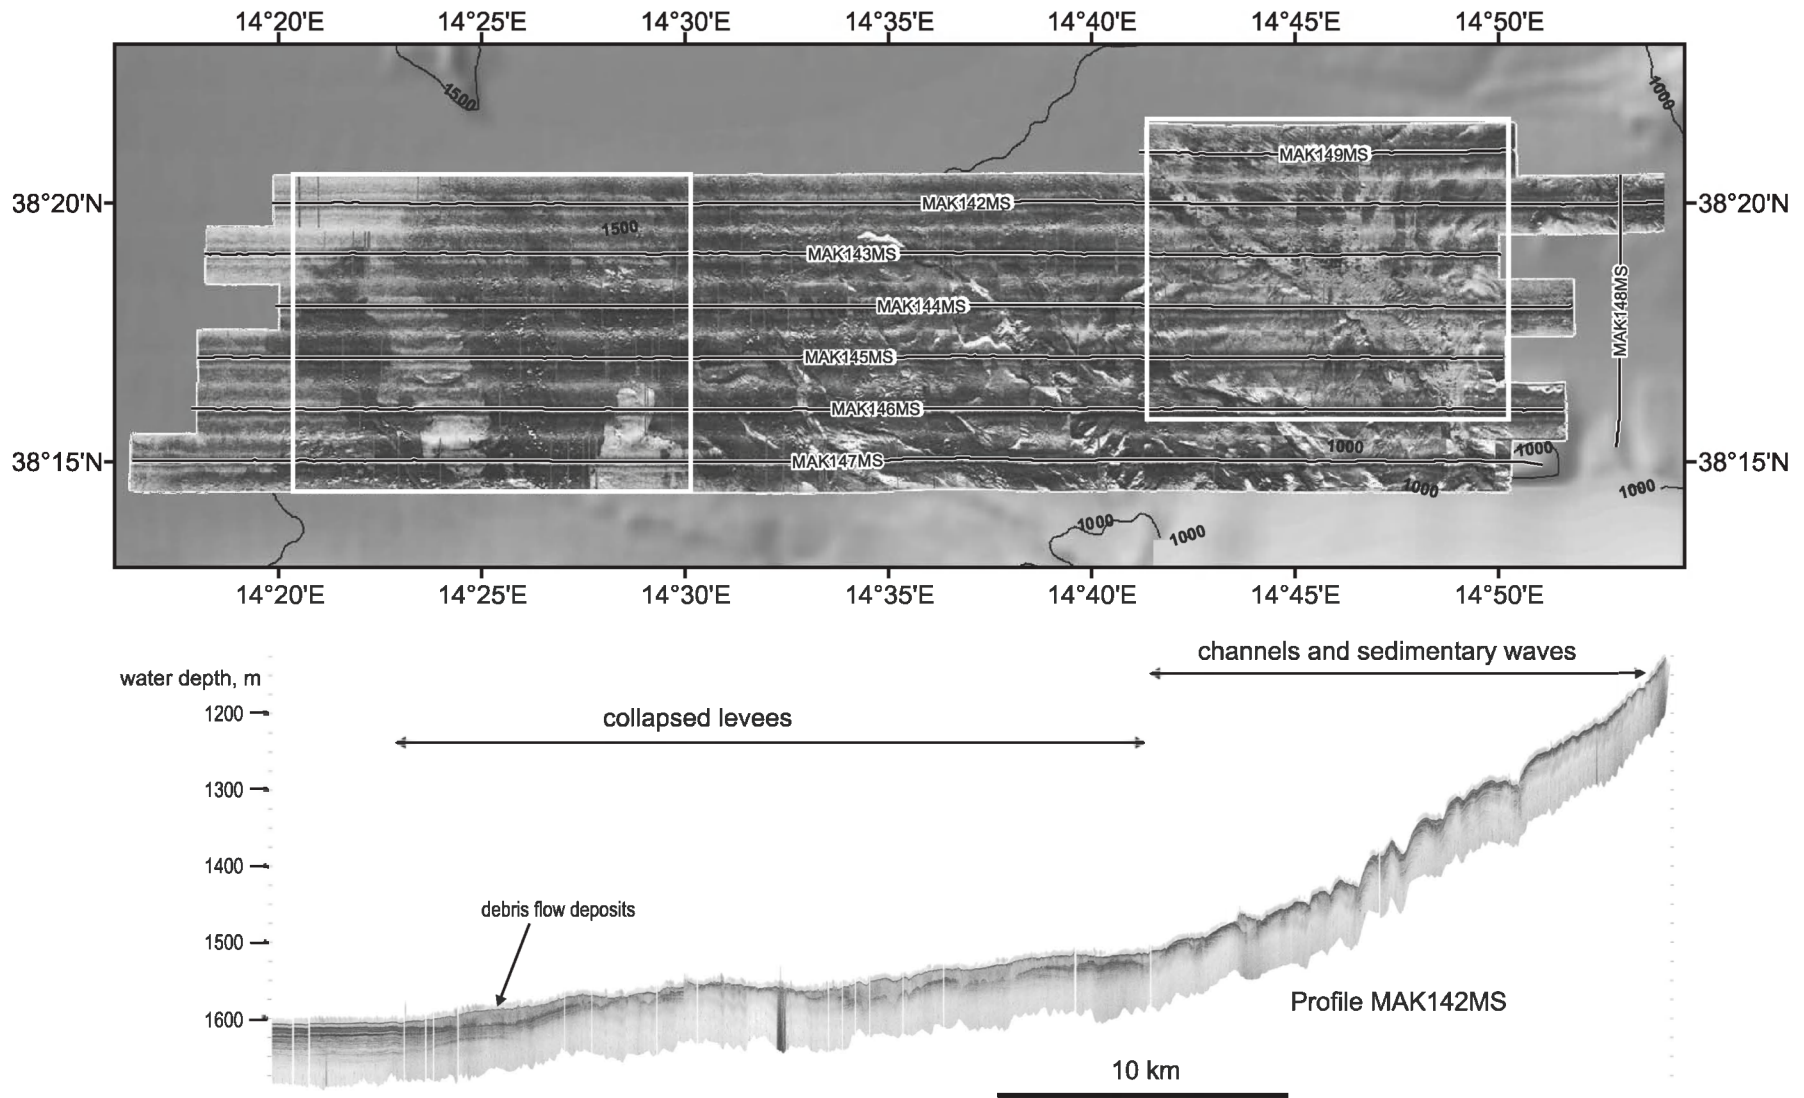 14°20'E 14°25'E 14°30'E 14°35'E 14°40'E 14°45'E 14°50'E
1500
1000
MAK149MS
38°20'N MAK142MS 38°20'N
1500
MAK143MS
MAK144MS
MAK148MS
MAK145MS
MAK146MS
1000
1000
38°15'N MAK147MS 38°15'N
1000
1000
1000
1000
14°20'E 14°25'E 14°30'E 14°35'E 14°40'E 14°45'E 14°50'E
channels and sedimentary waves
water depth, m
1200
collapsed levees
1300
1400
debris flow deposits
1500
1600
Profile MAK142MS
10 km